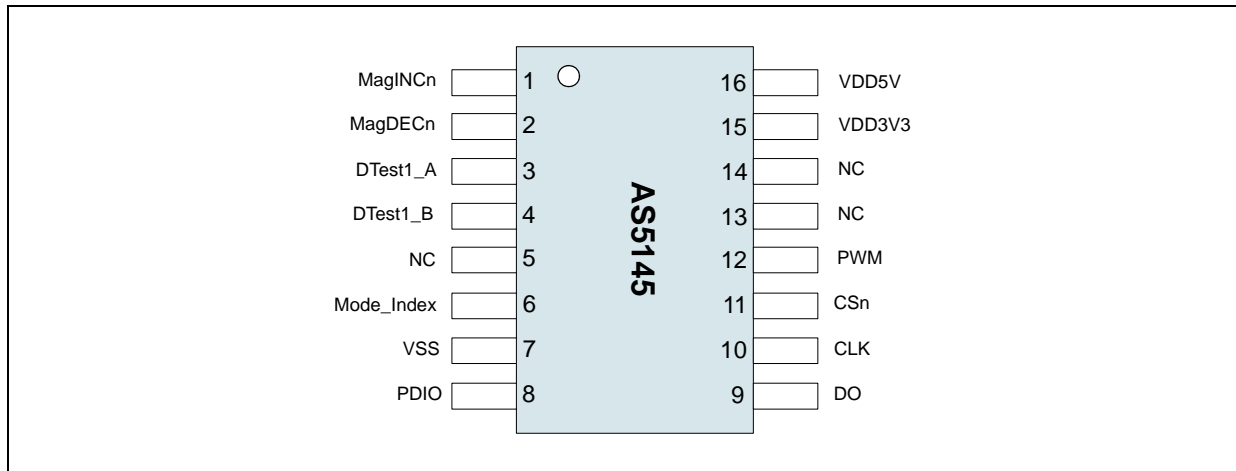 MagINCn 1 16 VDD5V
MagDECn 2 15 VDD3V3
DTest1_A 3 14 NC
DTest1_B 4 13 NC
NC 5 12 PWM
Mode_Index 6 11 CSn
VSS 7 10 CLK
PDIO 8 9 DO
AS5145